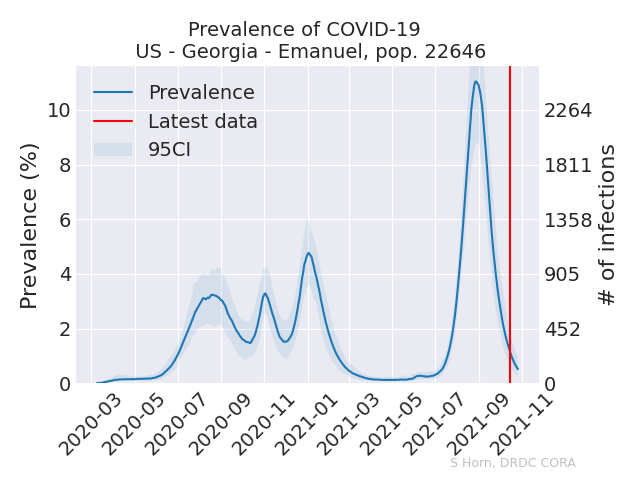 Prevalence of COVID-19
US - Georgia - Emanuel, pop. 22646
Prevalence
Latest data
95CI
Prevalence (%)
10
8
6
4
2
0
2264
1811
1358
905
452
0
# of infections
2020-03
2020-05
2020-07
2020-09
2020-11
2021-01
2021-03
2021-05
2021-07
2021-09
2021-11
S Horn, DRDC CORA